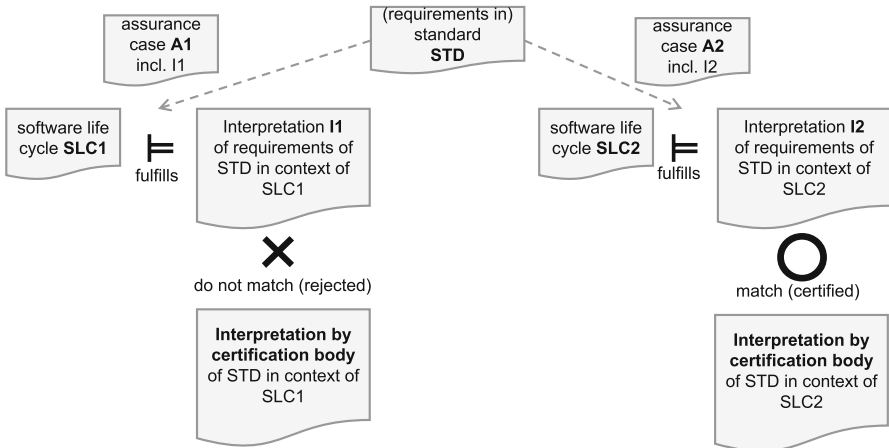 assurance
case A1
incl. I1
(requirements in)
standard
STD
assurance
case A2
incl. I2
software life
cycle SLC1
fulfills
Interpretation I1
of requirements of
STD in context of
SLC1
software life
cycle SLC2
fulfills
Interpretation I2
of requirements of
STD in context of
SLC2
do not match (rejected)
match (certified)
Interpretation by
certification body
of STD in context of
SLC1
Interpretation by
certification body
of STD in context of
SLC2